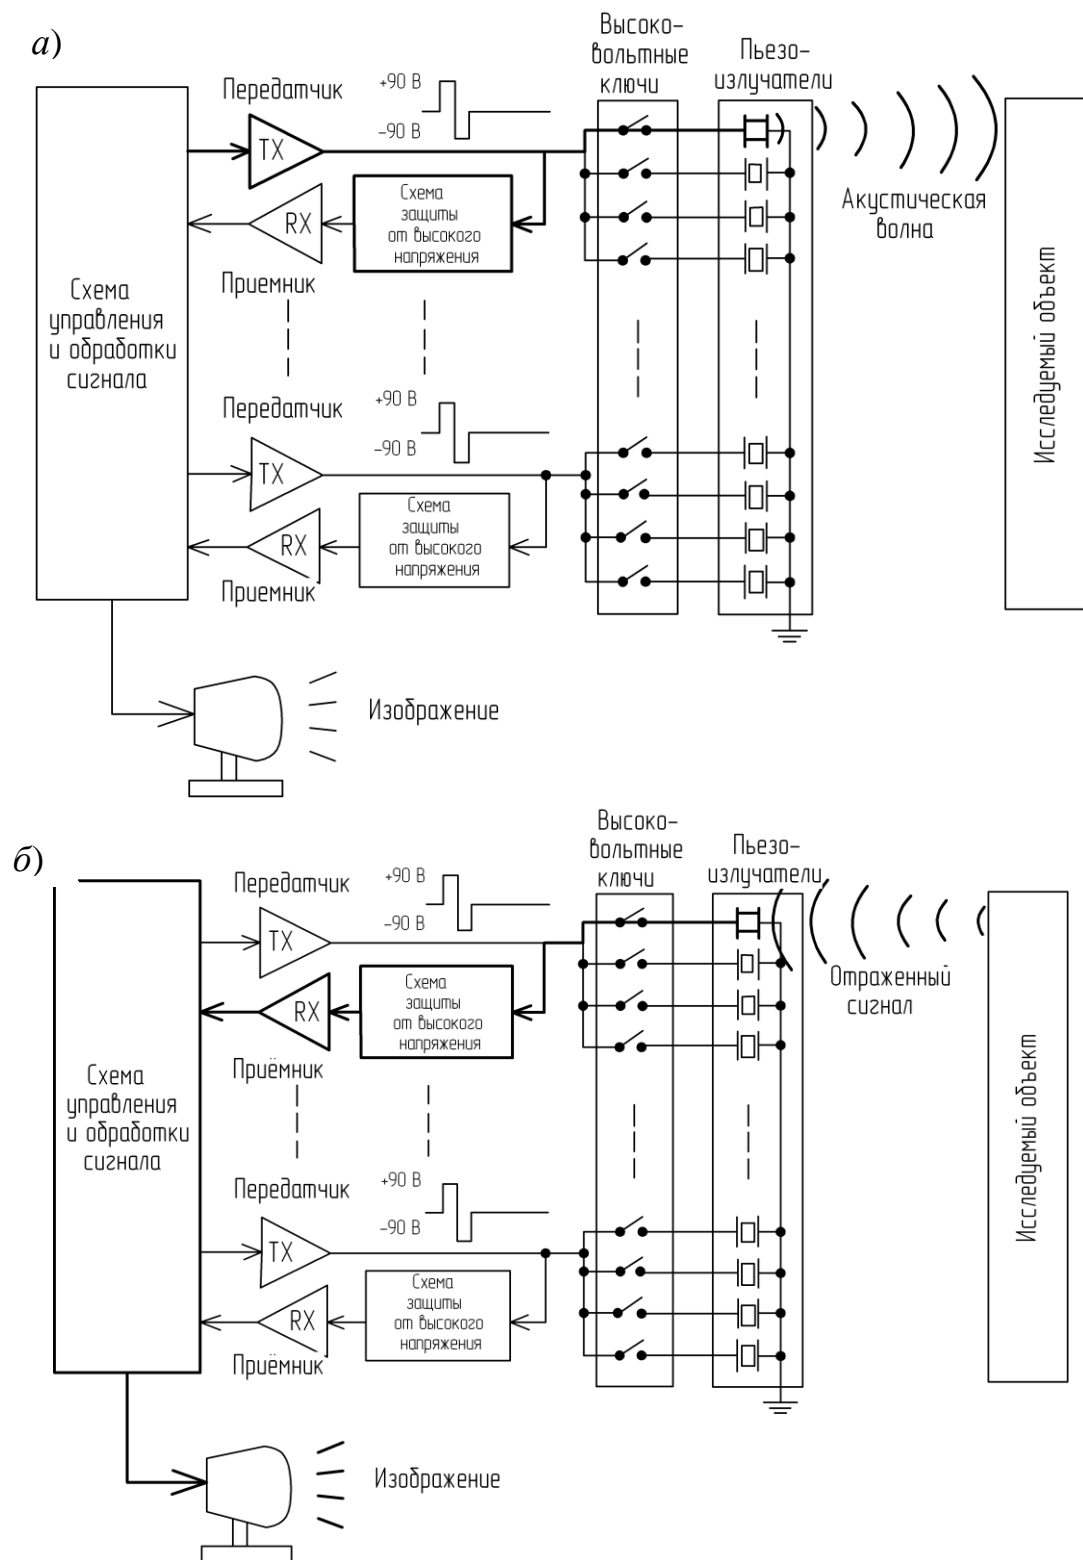 а)
Высоко-
вольтные
ключи
Пьезо-
излучатели
Передатчик
+90 В
−90 В
TX
Схема
защиты
от высокого
напряжения
RX
Приемник
Акустическая
волна
Схема
управления
и обработки
сигнала
Исследуемый объект
Передатчик
+90 В
−90 В
TX
Схема
защиты
от высокого
напряжения
RX
Приемник
Изображение
б)
Высоко-
вольтные
ключи
Пьезо-
излучатели
Передатчик
+90 В
−90 В
TX
Схема
защиты
от высокого
напряжения
RX
Приёмник
Отраженный
сигнал
Схема
управления
и обработки
сигнала
Исследуемый объект
Передатчик
+90 В
−90 В
TX
Схема
защиты
от высокого
напряжения
RX
Приёмник
Изображение